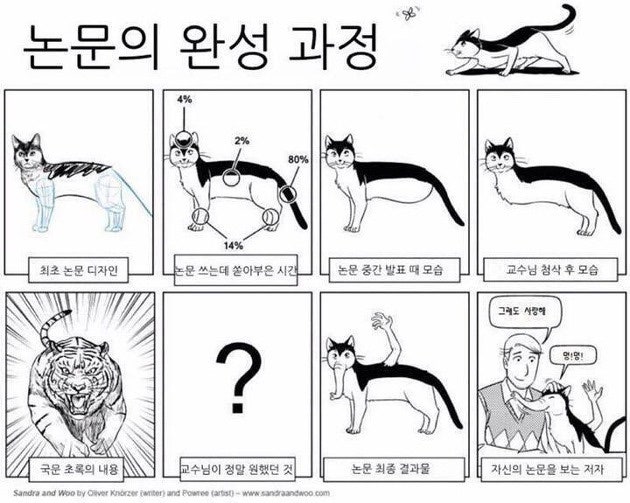 논문의 완성 과정
4%
2%
80%
14%
최초 논문 디자인
논문 쓰는데 쏟아부은 시간
논문 중간 발표 때 모습
교수님 첨삭 후 모습
?
그래도 사랑해
멍!멍!
국문 초록의 내용
교수님이 정말 원했던 것
논문 최종 결과물
자신의 논문을 보는 저자
Sandra and Woo by Oliver Knörzer (writer) and Powree (artist) – www.sandraandwoo.com